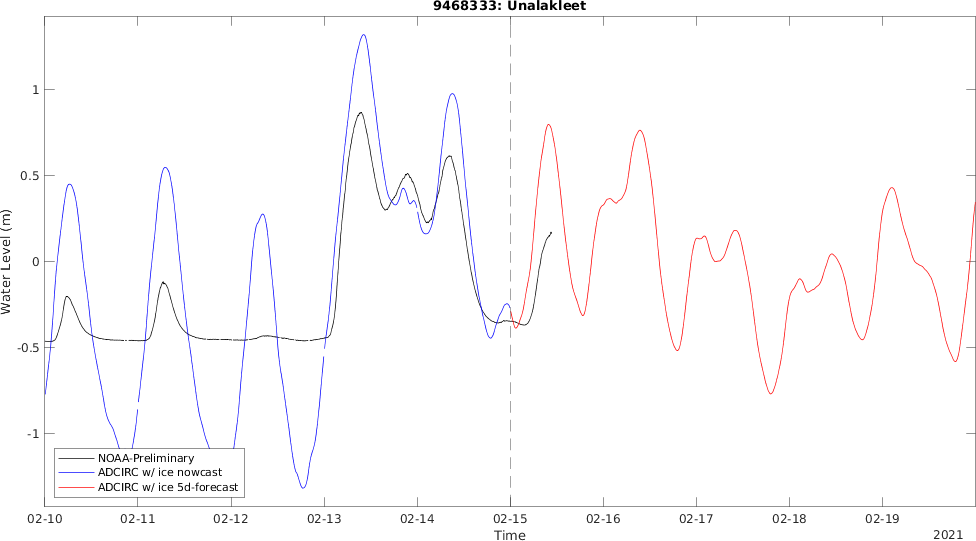 9468333: Unalakleet
Water Level (m)
1
0.5
0
-0.5
-1
NOAA-Preliminary
ADCIRC w/ ice nowcast
ADCIRC w/ ice 5d-forecast
02-10 02-11 02-12 02-13 02-14 02-15 02-16 02-17 02-18 02-19
Time
2021